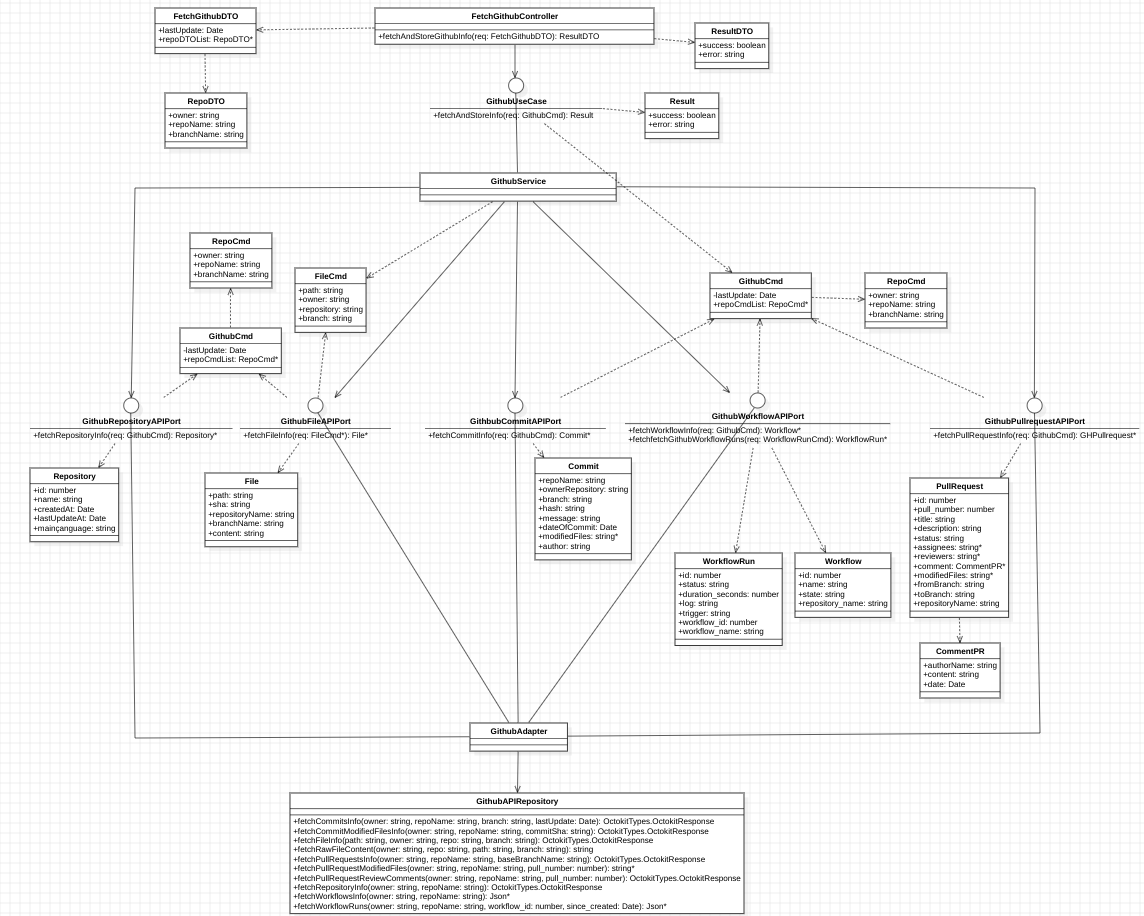 FetchGithubDTO
+lastUpdate: Date
+repoDTOList: RepoDTO*
FetchGithubController
+fetchAndStoreGithubInfo(req: FetchGithubDTO): ResultDTO
ResultDTO
+success: boolean
+error: string
RepoDTO
+owner: string
+repoName: string
+branchName: string
GithubUseCase
+fetchAndStoreInfo(req: GithubCmd): Result
Result
+success: boolean
+error: string
GithubService
RepoCmd
+owner: string
+repoName: string
+branchName: string
FileCmd
+path: string
+owner: string
+repository: string
+branch: string
GithubCmd
-lastUpdate: Date
+repoCmdList: RepoCmd*
RepoCmd
+owner: string
+repoName: string
+branchName: string
GithubCmd
-lastUpdate: Date
+repoCmdList: RepoCmd*
GithubRepositoryAPIPort
+fetchRepositoryInfo(req: GithubCmd): Repository*
GithubFileAPIPort
+fetchFileInfo(req: FileCmd*): File*
GithbubCommitAPIPort
+fetchCommitInfo(req: GithubCmd): Commit*
GithubWorkflowAPIPort
+fetchWorkflowInfo(req: GithubCmd): Workflow*
+fetchfetchGithubWorkflowRuns(req: WorkflowRunCmd): WorkflowRun*
GithubPullrequestAPIPort
+fetchPullRequestInfo(req: GithubCmd): GHPullrequest*
Repository
+id: number
+name: string
+createdAt: Date
+lastUpdateAt: Date
+mainçanguage: string
File
+path: string
+sha: string
+repositoryName: string
+branchName: string
+content: string
Commit
+repoName: string
+ownerRepository: string
+branch: string
+hash: string
+message: string
+dateOfCommit: Date
+modifiedFiles: string*
+author: string
WorkflowRun
+id: number
+status: string
+duration_seconds: number
+log: string
+trigger: string
+workflow_id: number
+workflow_name: string
Workflow
+id: number
+name: string
+state: string
+repository_name: string
PullRequest
+id: number
+pull_number: number
+title: string
+description: string
+status: string
+assignees: string*
+reviewers: string*
+comment: CommentPR*
+modifiedFiles: string*
+fromBranch: string
+toBranch: string
+repositoryName: string
CommentPR
+authorName: string
+content: string
+date: Date
GithubAdapter
GithubAPIRepository
+fetchCommitsInfo(owner: string, repoName: string, branch: string, lastUpdate: Date): OctokitTypes.OctokitResponse
+fetchCommitModifiedFilesInfo(owner: string, repoName: string, commitSha: string): OctokitTypes.OctokitResponse
+fetchFileInfo(path: string, owner: string, repo: string, branch: string): OctokitTypes.OctokitResponse
+fetchRawFileContent(owner: string, repo: string, path: string, branch: string): string
+fetchPullRequestsInfo(owner: string, repoName: string, baseBranchName: string): OctokitTypes.OctokitResponse
+fetchPullRequestModifiedFiles(owner: string, repoName: string, pull_number: number): string*
+fetchPullRequestReviewComments(owner: string, repoName: string, pull_number: number): OctokitTypes.OctokitResponse
+fetchRepositoryInfo(owner: string, repoName: string): OctokitTypes.OctokitResponse
+fetchWorkflowsInfo(owner: string, repoName: string): Json*
+fetchWorkflowRuns(owner: string, repoName: string, workflow_id: number, since_created: Date): Json*